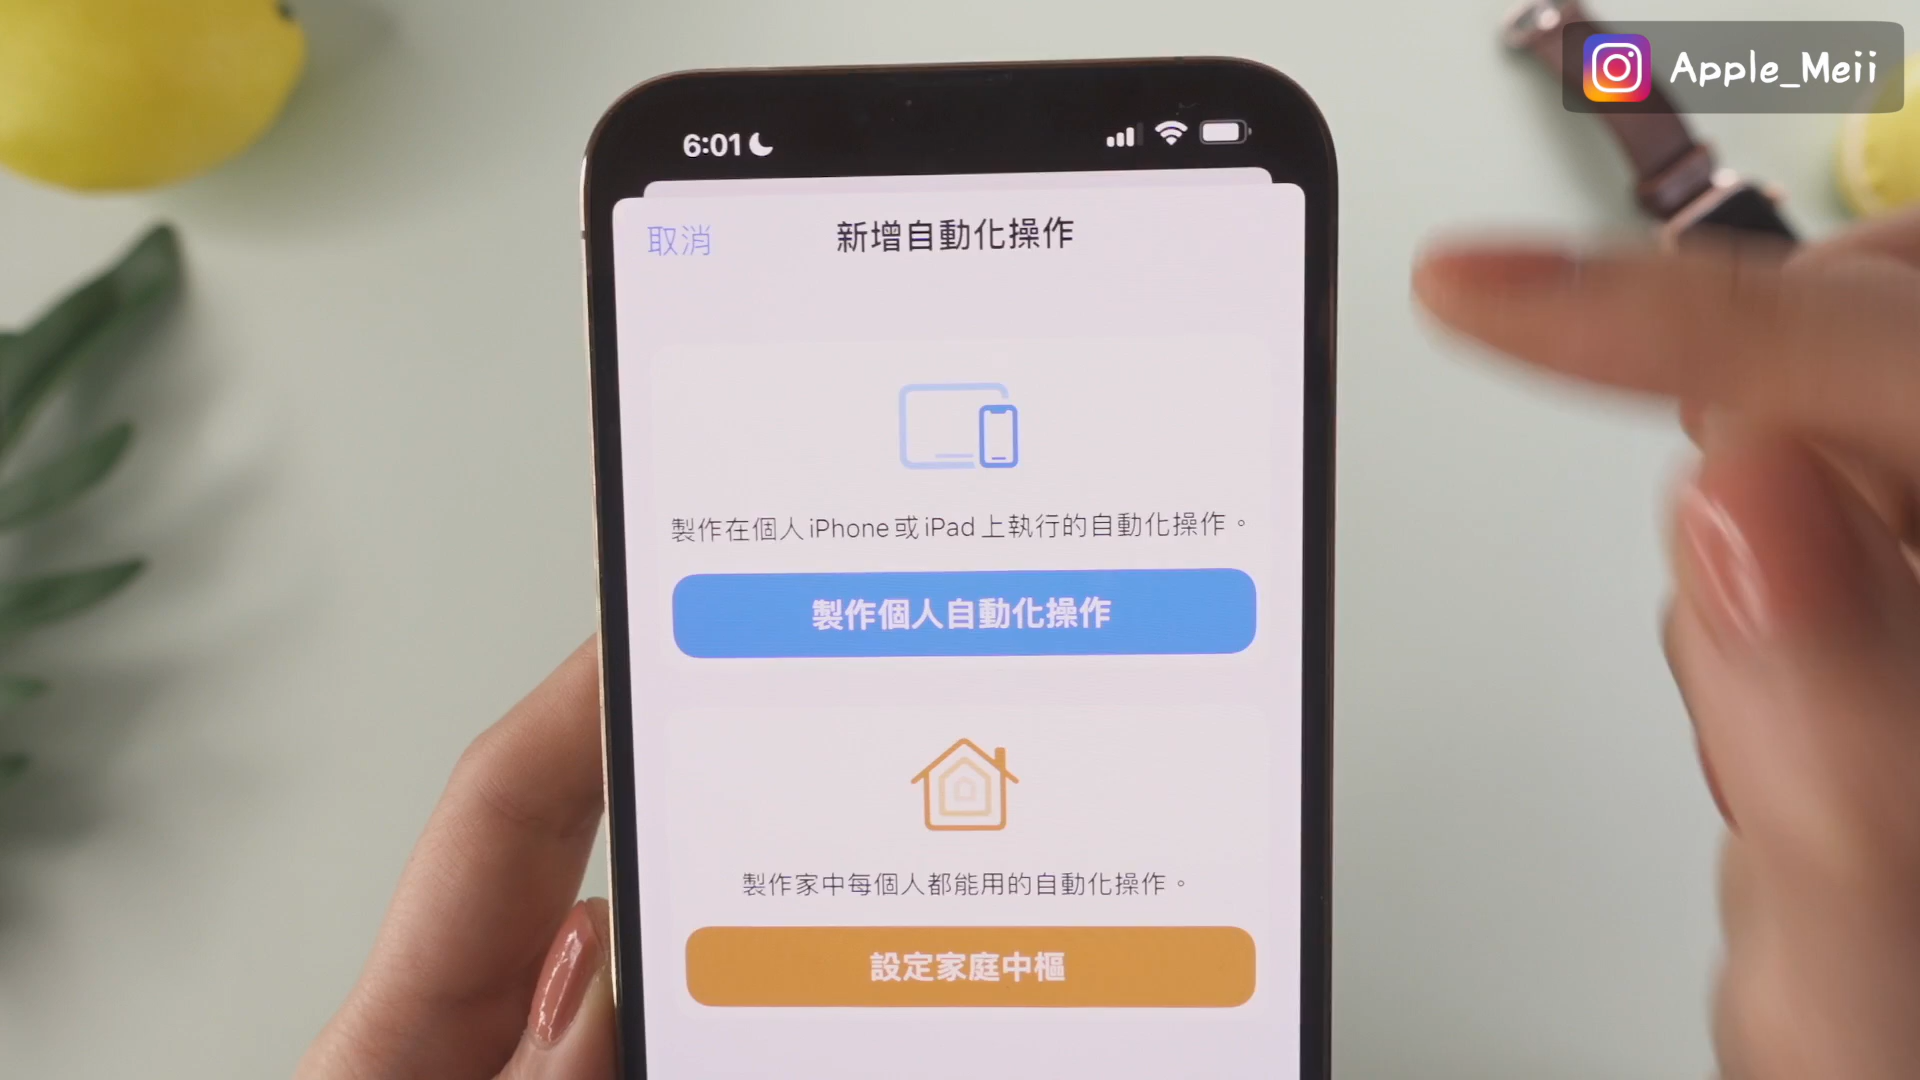 Apple_Meii
6:01
取消
新增自動化操作
製作在個人 iPhone 或 iPad 上執行的自動化操作。
製作個人自動化操作
製作家中每個人都能用的自動化操作。
設定家庭中樞